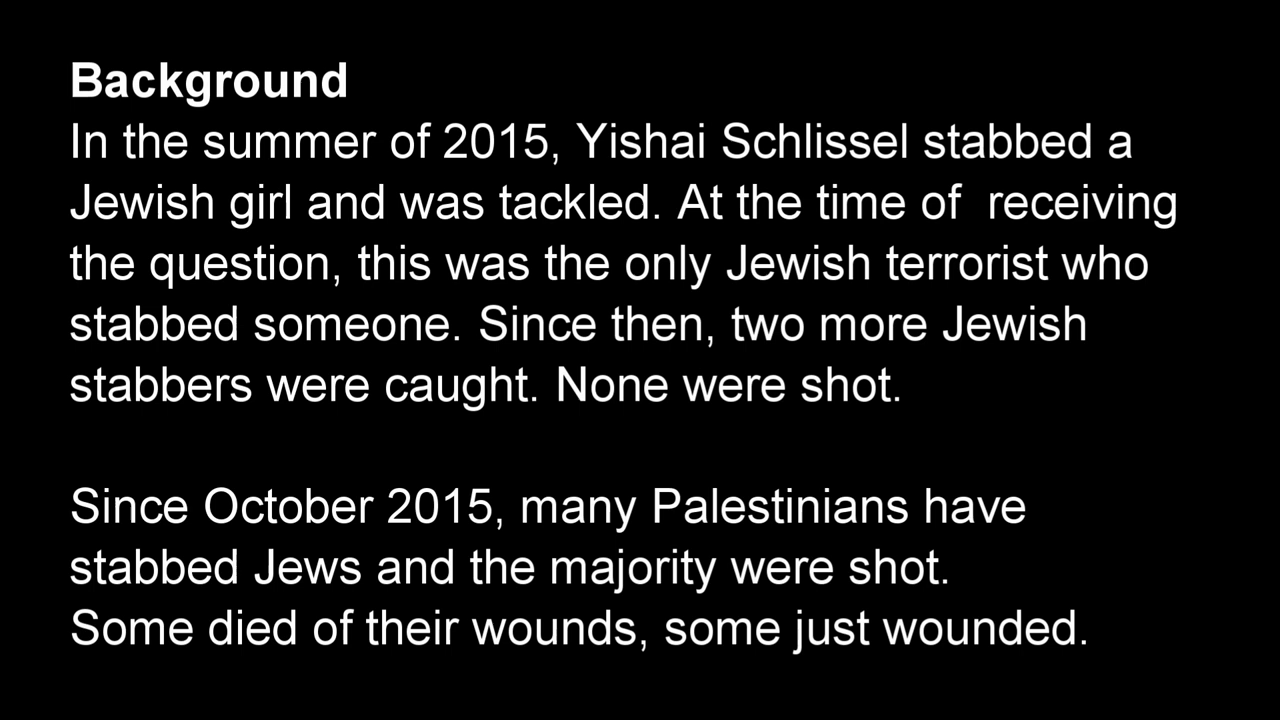 Background
In the summer of 2015, Yishai Schlissel stabbed a
Jewish girl and was tackled. At the time of  receiving
the question, this was the only Jewish terrorist who
stabbed someone. Since then, two more Jewish
stabbers were caught. None were shot.
Since October 2015, many Palestinians have
stabbed Jews and the majority were shot.
Some died of their wounds, some just wounded.